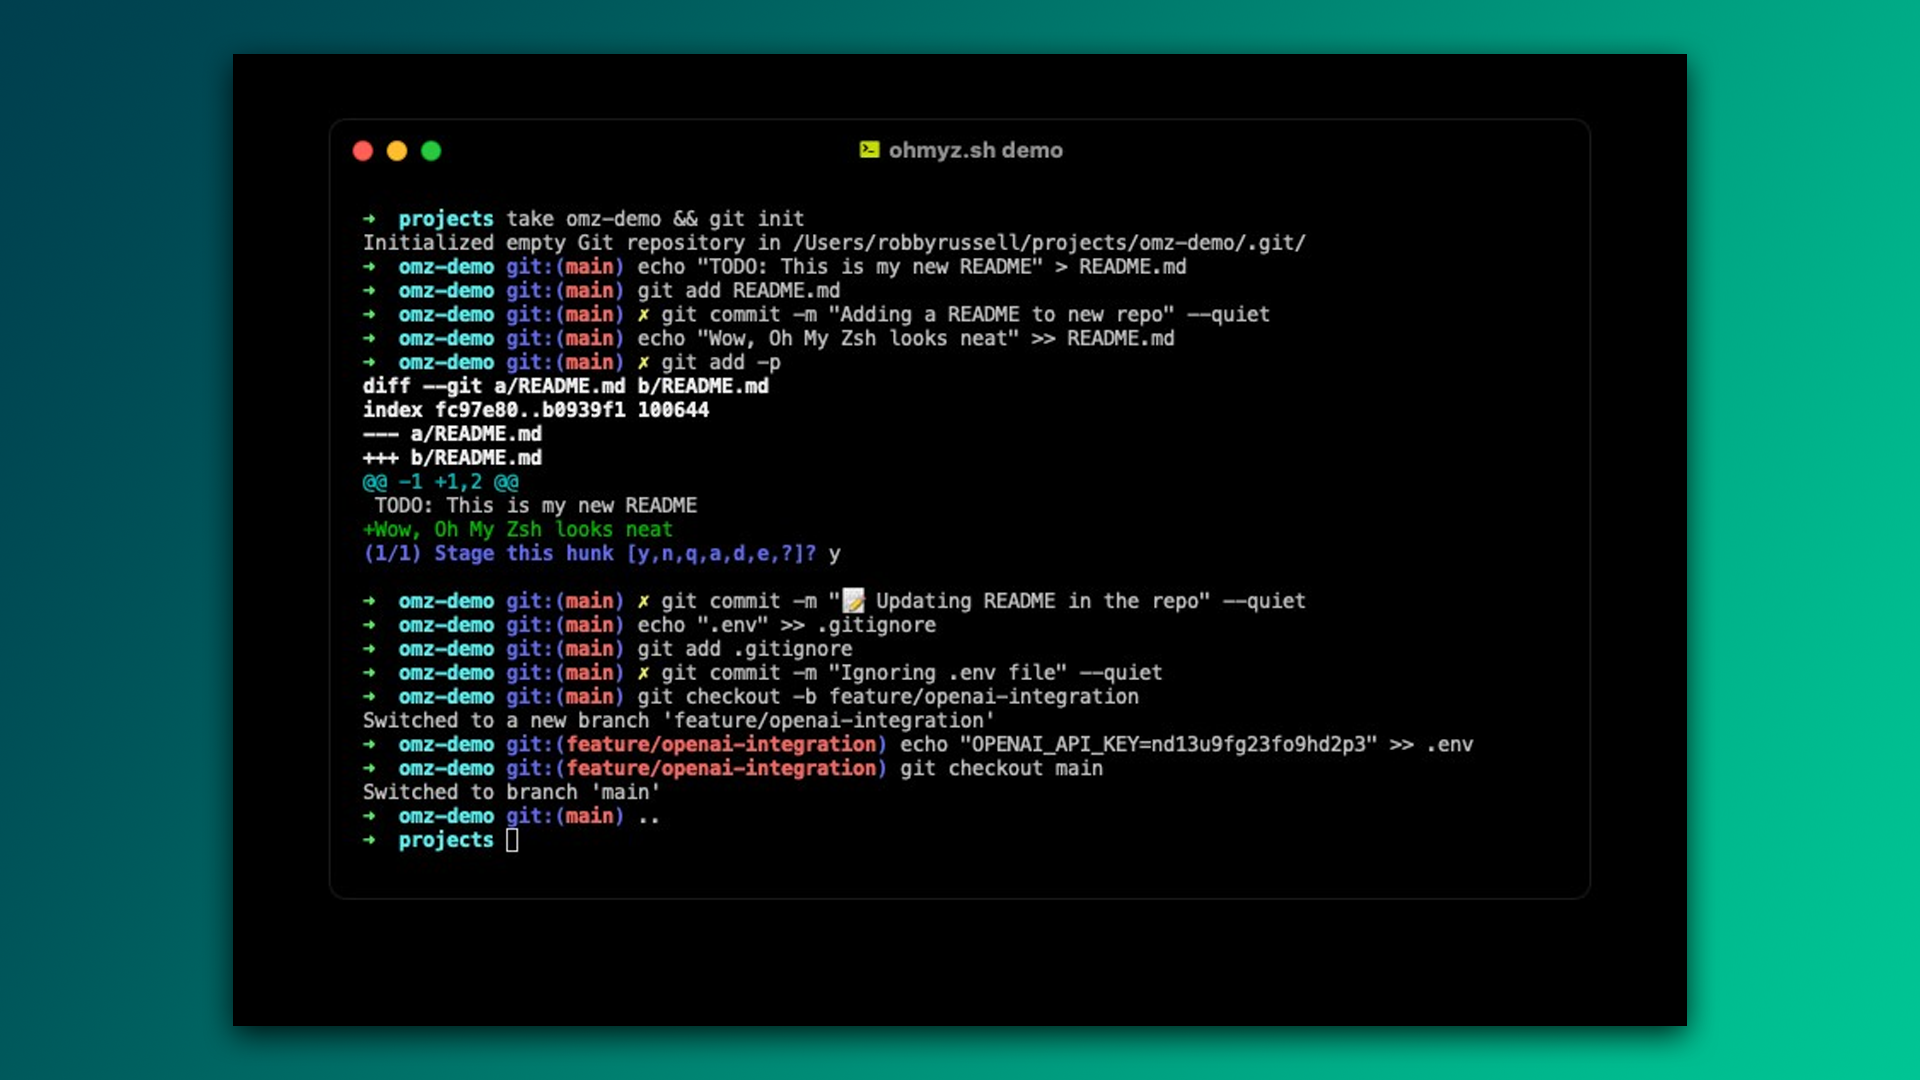 ohmyz.sh demo
➜ projects take omz-demo && git init
Initialized empty Git repository in /Users/robbyrussell/projects/omz-demo/.git/
➜ omz-demo git:(main) echo "TODO: This is my new README" > README.md
➜ omz-demo git:(main) git add README.md
➜ omz-demo git:(main) ✗ git commit -m "Adding a README to new repo" --quiet
➜ omz-demo git:(main) echo "Wow, Oh My Zsh looks neat" >> README.md
➜ omz-demo git:(main) ✗ git add -p
diff --git a/README.md b/README.md
index fc97e80..b0939f1 100644
--- a/README.md
+++ b/README.md
@@ -1 +1,2 @@
 TODO: This is my new README
+Wow, Oh My Zsh looks neat
(1/1) Stage this hunk [y,n,q,a,d,e,?]? y
➜ omz-demo git:(main) ✗ git commit -m "📝 Updating README in the repo" --quiet
➜ omz-demo git:(main) echo ".env" >> .gitignore
➜ omz-demo git:(main) git add .gitignore
➜ omz-demo git:(main) ✗ git commit -m "Ignoring .env file" --quiet
➜ omz-demo git:(main) git checkout -b feature/openai-integration
Switched to a new branch 'feature/openai-integration'
➜ omz-demo git:(feature/openai-integration) echo "OPENAI_API_KEY=nd13u9fg23fo9hd2p3" >> .env
➜ omz-demo git:(feature/openai-integration) git checkout main
Switched to branch 'main'
➜ omz-demo git:(main) ..
➜ projects